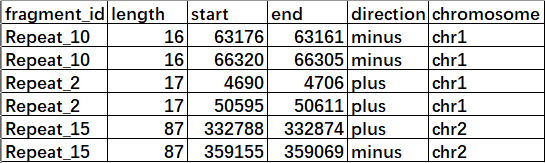 fragment_id length start end direction chromosome
Repeat_10 16 63176 63161 minus chr1
Repeat_10 16 66320 66305 minus chr1
Repeat_2 17 4690 4706 plus chr1
Repeat_2 17 50595 50611 plus chr1
Repeat_15 87 332788 332874 plus chr2
Repeat_15 87 359155 359069 minus chr2